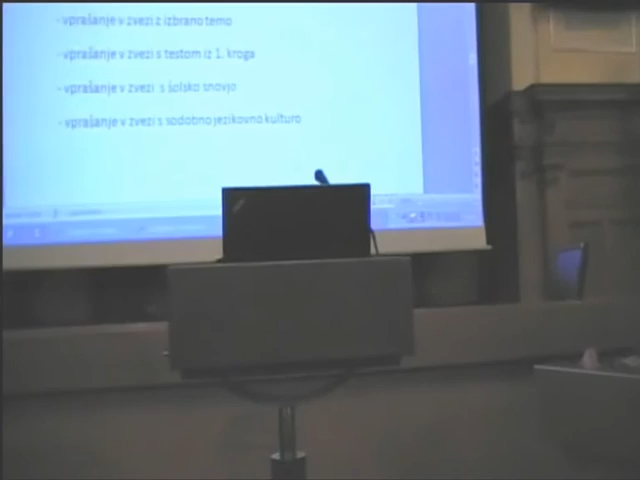 - vprašanje v zvezi z izbrano temo
- vprašanje v zvezi s testom iz 1. kroga
- vprašanje v zvezi s šolsko snovjo
- vprašanje v zvezi s sodobno jezikovno kulturo